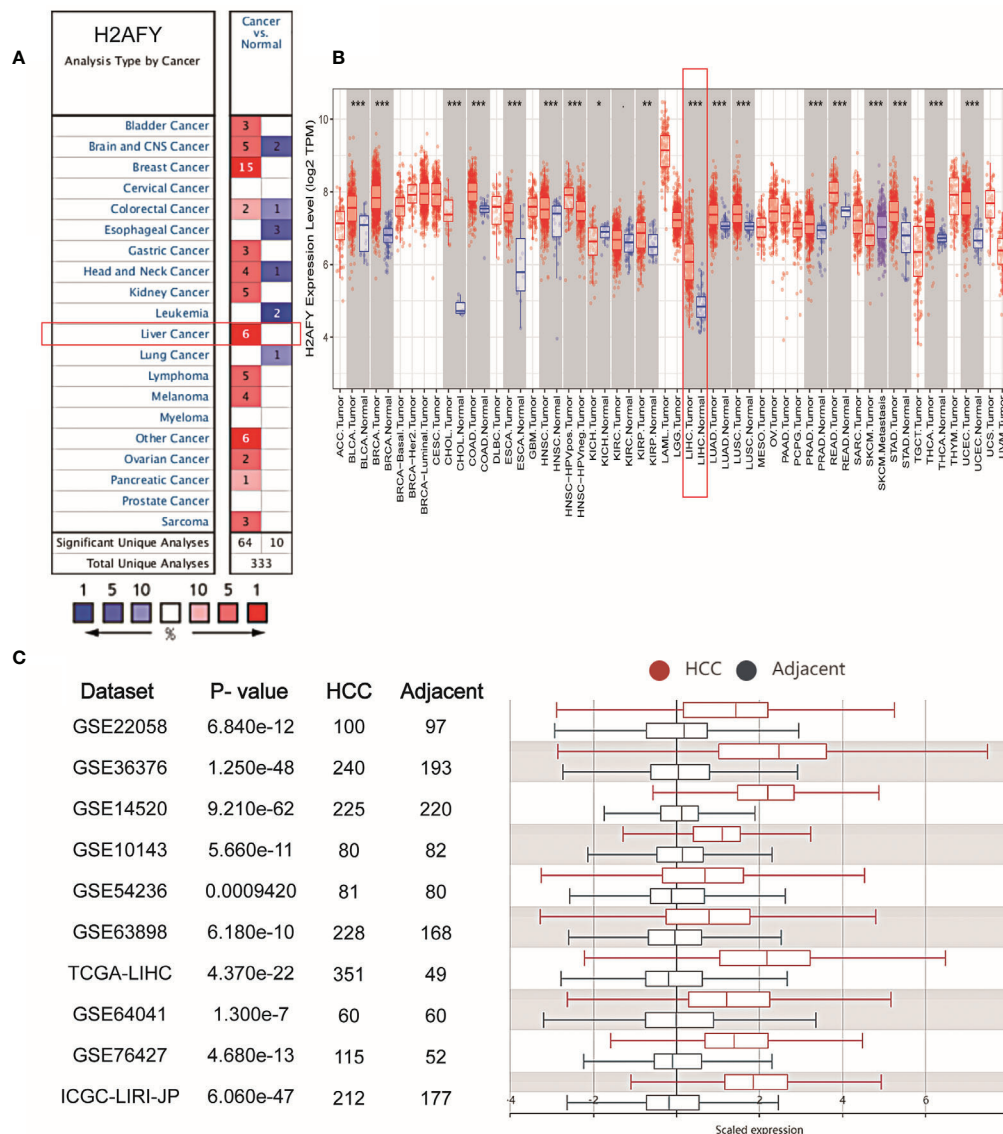 A
H2AFY
Analysis Type by Cancer
Cancer
vs.
Normal
Bladder Cancer 3
Brain and CNS Cancer 5 2
Breast Cancer 15
Cervical Cancer
Colorectal Cancer 2 1
Esophageal Cancer 3
Gastric Cancer 3
Head and Neck Cancer 4 1
Kidney Cancer 5
Leukemia 2
Liver Cancer 6
Lung Cancer 1
Lymphoma 5
Melanoma 4
Myeloma
Other Cancer 6
Ovarian Cancer 2
Pancreatic Cancer 1
Prostate Cancer
Sarcoma 3
Significant Unique Analyses 64 10
Total Unique Analyses 333
1 5 10 10 5 1
%
B
*** *** *** *** *** *** *** * . ** *** *** *** *** *** *** *** *** ***
H2AFY Expression Level (log2 TPM)
10
8
6
4
ACC.Tumor
BLCA.Tumor
BLCA.Normal
BRCA.Tumor
BRCA.Normal
BRCA-Basal.Tumor
BRCA-Her2.Tumor
BRCA-Luminal.Tumor
CESC.Tumor
CHOL.Tumor
CHOL.Normal
COAD.Tumor
COAD.Normal
DLBC.Tumor
ESCA.Tumor
ESCA.Normal
GBM.Tumor
HNSC.Tumor
HNSC.Normal
HNSC-HPVpos.Tumor
HNSC-HPVneg.Tumor
KICH.Tumor
KICH.Normal
KIRC.Tumor
KIRC.Normal
KIRP.Tumor
KIRP.Normal
LAML.Tumor
LGG.Tumor
LIHC.Tumor
LIHC.Normal
LUAD.Tumor
LUAD.Normal
LUSC.Tumor
LUSC.Normal
MESO.Tumor
OV.Tumor
PAAD.Tumor
PCPG.Tumor
PRAD.Tumor
PRAD.Normal
READ.Tumor
READ.Normal
SARC.Tumor
SKCM.Tumor
SKCM.Metastasis
STAD.Tumor
STAD.Normal
TGCT.Tumor
THCA.Tumor
THCA.Normal
THYM.Tumor
UCEC.Tumor
UCEC.Normal
UCS.Tumor
UVM.Tumor
C
Dataset P- value HCC Adjacent
GSE22058 6.840e-12 100 97
GSE36376 1.250e-48 240 193
GSE14520 9.210e-62 225 220
GSE10143 5.660e-11 80 82
GSE54236 0.0009420 81 80
GSE63898 6.180e-10 228 168
TCGA-LIHC 4.370e-22 351 49
GSE64041 1.300e-7 60 60
GSE76427 4.680e-13 115 52
ICGC-LIRI-JP 6.060e-47 212 177
HCC Adjacent
-4 -2 0 2 4 6
Scaled expression